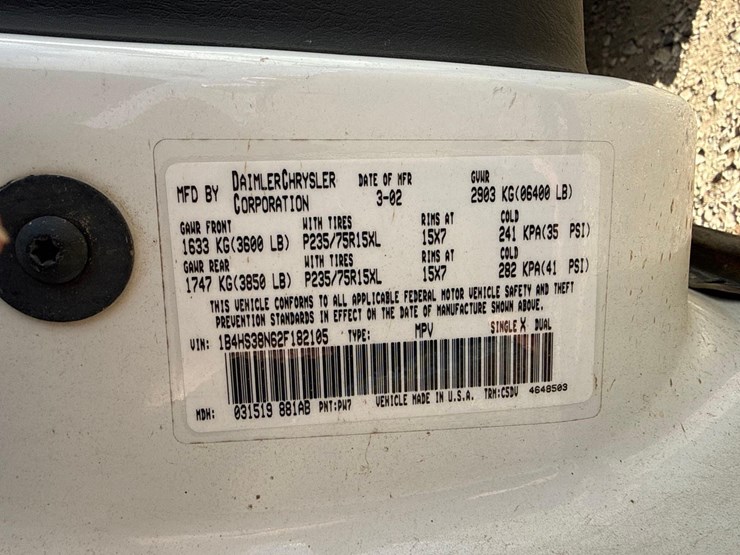 MFD BY DAIMLERCHRYSLER CORPORATION DATE OF MFR 3-02 GVWR 2903 KG(06400 LB)
GAWR FRONT WITH TIRES RIMS AT COLD
1633 KG(3600 LB) P235/75R15XL 15X7 241 KPA(35 PSI)
GAWR REAR WITH TIRES RIMS AT COLD
1747 KG(3850 LB) P235/75R15XL 15X7 282 KPA(41 PSI)
THIS VEHICLE CONFORMS TO ALL APPLICABLE FEDERAL MOTOR VEHICLE SAFETY AND THEFT
PREVENTION STANDARDS IN EFFECT ON THE DATE OF MANUFACTURE SHOWN ABOVE.
VIN: 1B4HS38N62F182105 TYPE: MPV SINGLE X DUAL
MDH: 031519 881AB PNT:PW7 VEHICLE MADE IN U.S.A. TRM:C5DV 4648503